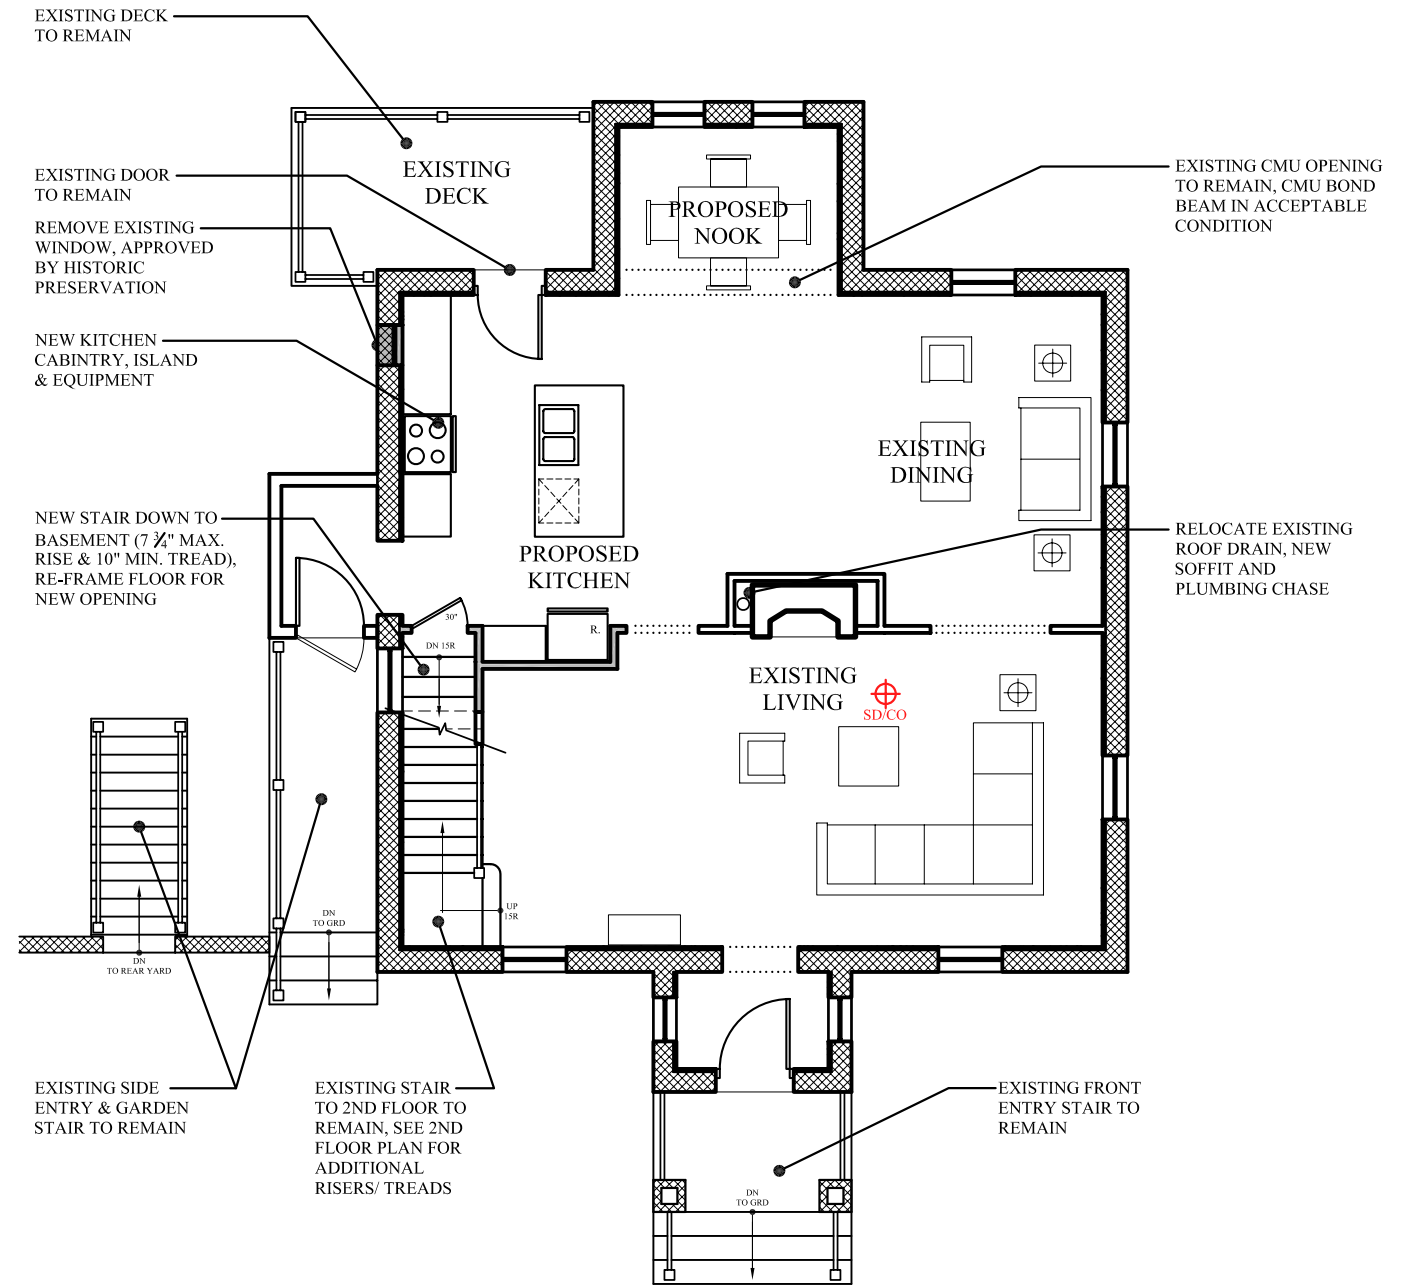 EXISTING DECK
TO REMAIN
EXISTING DOOR
TO REMAIN
REMOVE EXISTING
WINDOW, APPROVED
BY HISTORIC
PRESERVATION
NEW KITCHEN
CABINTRY, ISLAND
& EQUIPMENT
NEW STAIR DOWN TO
BASEMENT (7 ¾" MAX.
RISE & 10" MIN. TREAD),
RE-FRAME FLOOR FOR
NEW OPENING
EXISTING
DECK
PROPOSED
NOOK
EXISTING CMU OPENING
TO REMAIN, CMU BOND
BEAM IN ACCEPTABLE
CONDITION
EXISTING
DINING
PROPOSED
KITCHEN
RELOCATE EXISTING
ROOF DRAIN, NEW
SOFFIT AND
PLUMBING CHASE
30"
R.
DN 15R
EXISTING
LIVING
SD/CO
UP
15R
DN
TO GRD
DN
TO REAR YARD
EXISTING SIDE
ENTRY & GARDEN
STAIR TO REMAIN
EXISTING STAIR
TO 2ND FLOOR TO
REMAIN, SEE 2ND
FLOOR PLAN FOR
ADDITIONAL
RISERS/ TREADS
EXISTING FRONT
ENTRY STAIR TO
REMAIN
DN
TO GRD